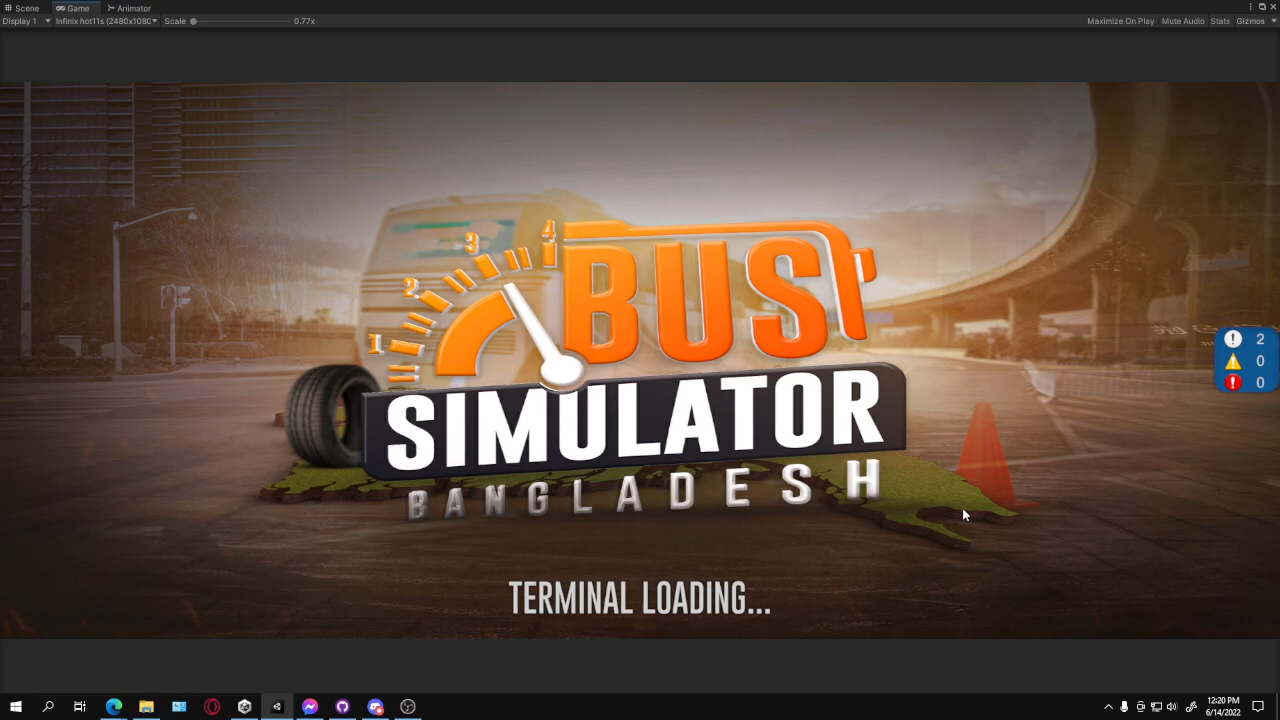 Scene Game Animator
Display 1 Infinix hot11s (2480x1080) Scale 0.77x Maximize On Play Mute Audio Stats Gizmos
1 2 3 4
BUS
SIMULATOR
BANGLADESH
2
0
0
TERMINAL LOADING...
12:20 PM
6/14/2022